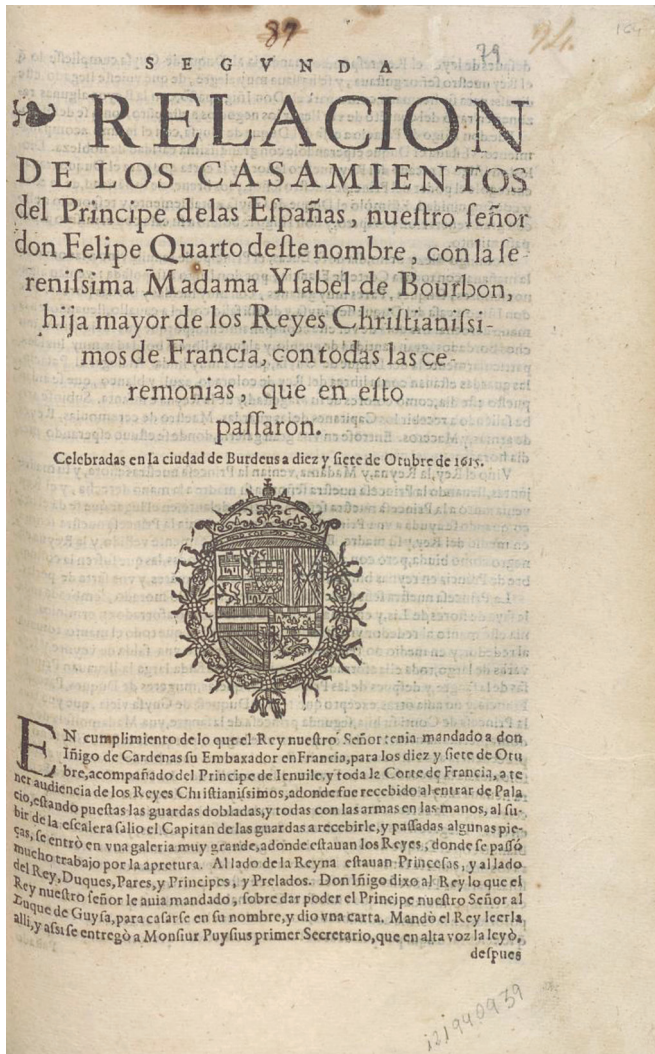 87
79
94.
164
SEGVNDA
RELACION
DE LOS CASAMIENTOS
del Principe delas Eſpañas, nueſtro ſeñor
don Felipe Quarto deſte nombre, con la ſe-
reniſsima Madama Yſabel de Bourbon,
hija mayor de los Reyes Chriſtianiſsi-
mos de Francia, con todas las ce-
remonias, que en eſto
paſſaron.
Celebradas en la ciudad de Burdeus a diez y ſiete de Otubre de 1615.
EN cumplimiento de lo que el Rey nueſtro Señor tenia mandado a don
Iñigo de Cardenas ſu Embaxador en Francia, para los diez y ſiete de Otu
bre, acompañado del Principe de Ienuile, y toda la Corte de Francia, a te
ner audiencia de los Reyes Chriſtianiſsimos, adonde fue recebido al entrar de Pala
cio, eſtando pueſtas las guardas dobladas, y todas con las armas en las manos, al ſu-
bir de la eſcalera ſalio el Capitan de las guardas a recebirle, y paſſadas algunas pie-
ças, ſe entrò en vna galeria muy grande, adonde eſtauan los Reyes, donde ſe paſsò
mucho trabajo por la apretura. Al lado de la Reyna eſtauan Princeſas, y al lado
del Rey, Duques, Pares, y Principes, y Prelados. Don Iñigo dixo al Rey lo que el
Rey nueſtro ſeñor le auia mandado, ſobre dar poder el Principe nueſtro Señor al
Duque de Guyſa, para caſarſe en ſu nombre, y dio vna carta. Mandò el Rey leerla
alli, y aſsi ſe entregò a Monſiur Puyſius primer Secretario, que en alta voz la leyò,
deſpues
i21940939